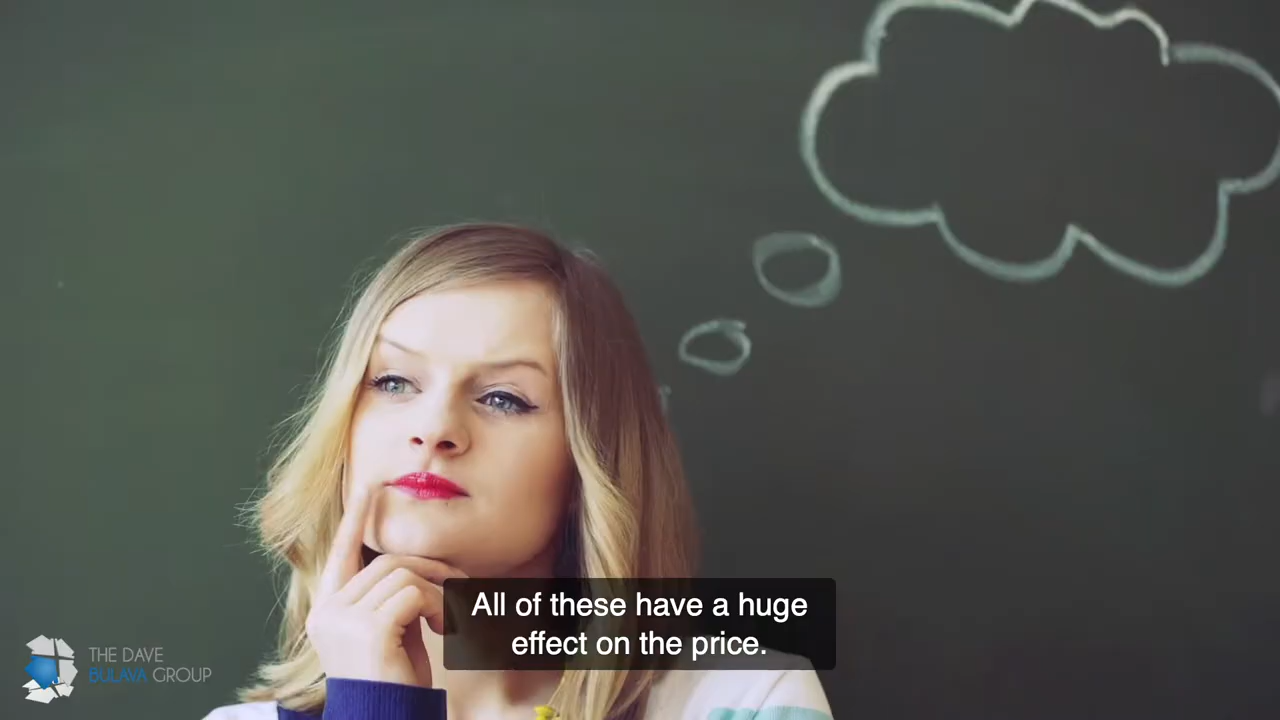 All of these have a huge
effect on the price.
THE DAVE
BULAVA GROUP